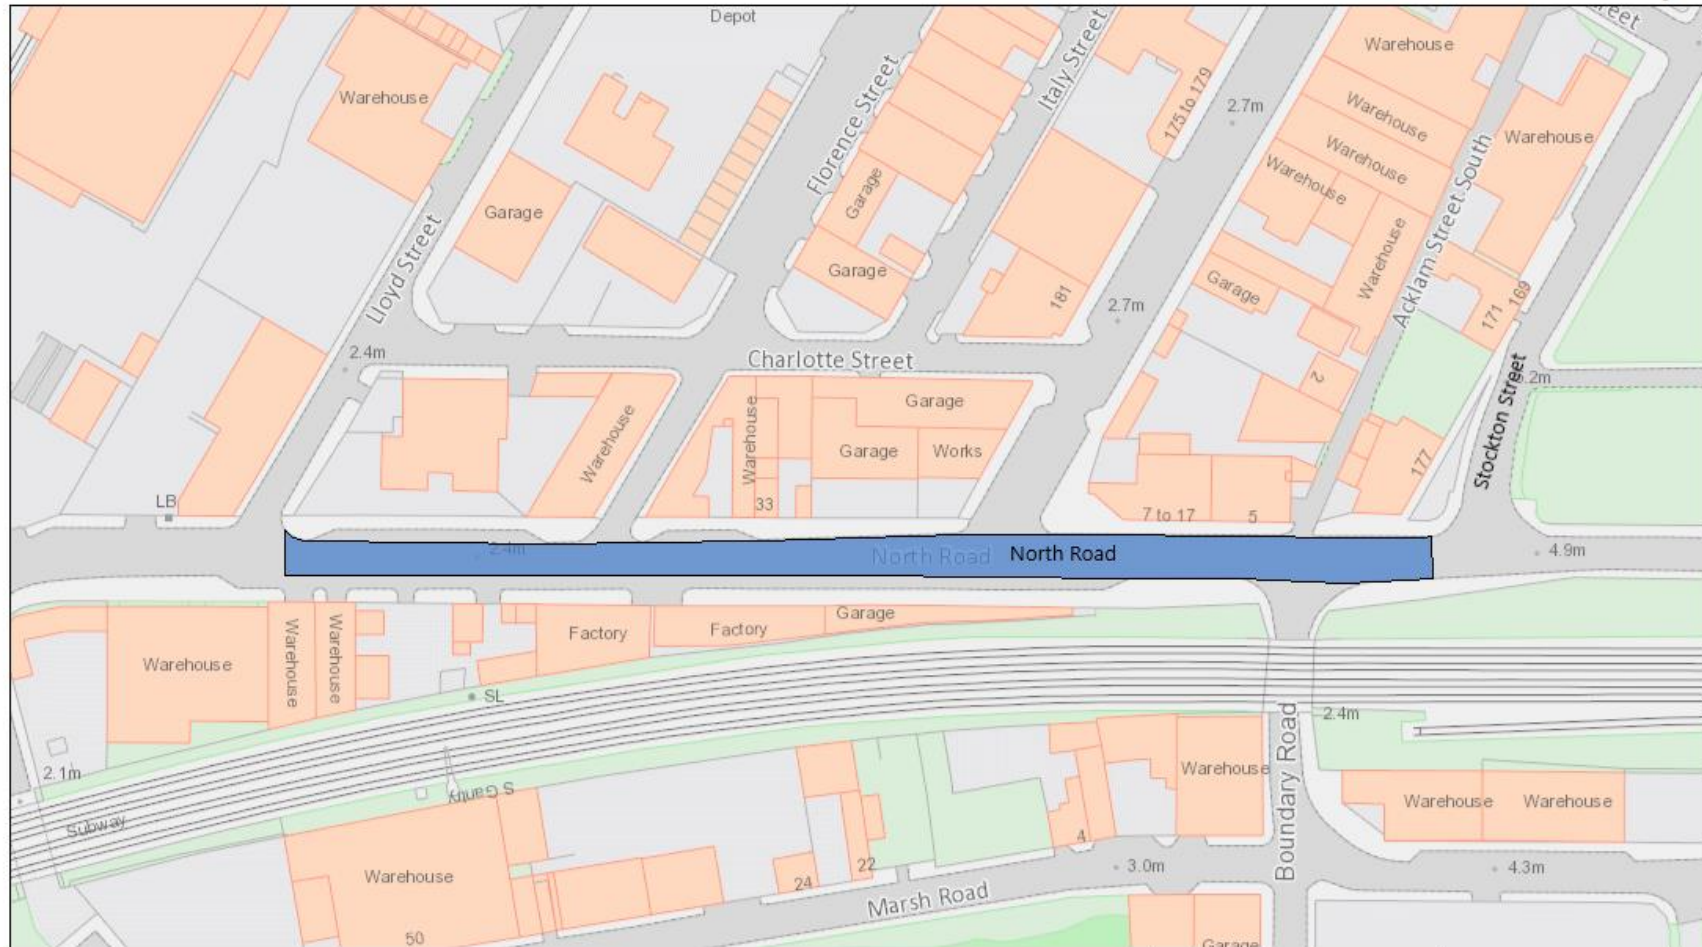 Depot
Street
Warehouse
Warehouse
Italy Street
175 to 179
2.7m
Warehouse
Warehouse
Warehouse
Warehouse
Florence Street
Garage
Garage
Lloyd Street
Warehouse
Acklam Street South
Garage
Garage
181
2.7m
171
169
2.4m
Charlotte Street
2
Stockton Street
.2m
Garage
Warehouse
Warehouse
Garage
Works
177
LB
33
7 to 17
5
2.4m
North Road
North Road
4.9m
Factory
Factory
Garage
Warehouse
Warehouse
Warehouse
SL
2.4m
Boundary Road
2.1m
S Gantry
Warehouse
Warehouse
Warehouse
Subway
4
22
24
3.0m
4.3m
Warehouse
Marsh Road
50
Garage